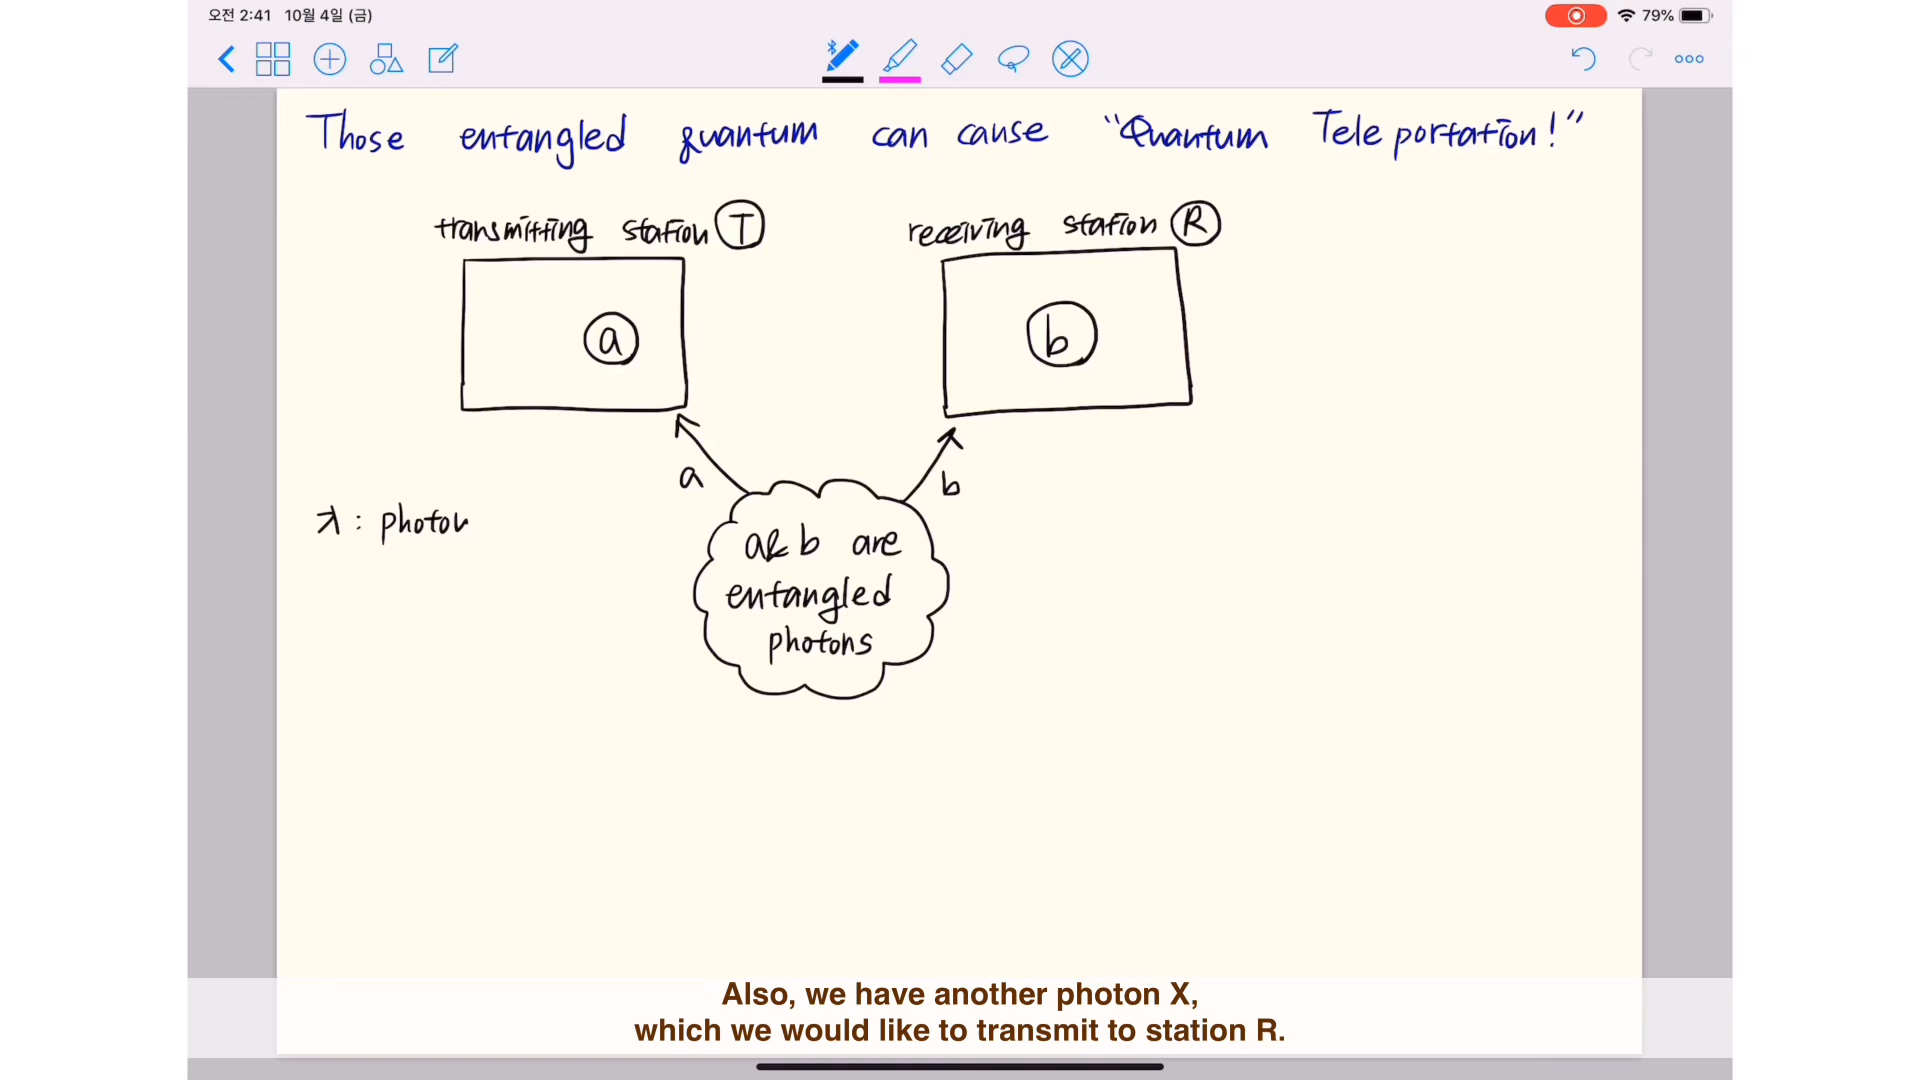 오전 2:41 10월 4일 (금)
79%
Those entangled quantum can cause "Quantum Teleportation!"
transmitting station T
receiving station R
a
b
a
b
x : photon
a & b are
entangled
photons
Also, we have another photon X,
which we would like to transmit to station R.